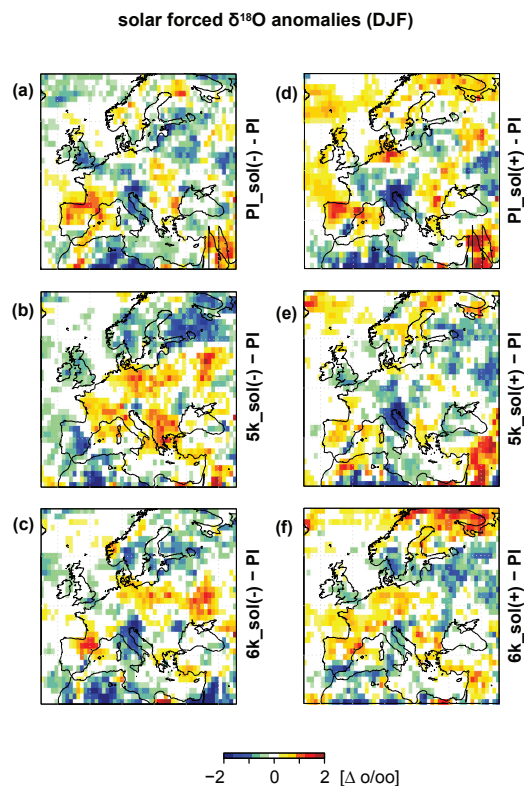 solar forced δ¹⁸O anomalies (DJF)
(a)
PI_sol(-) - PI
(d)
PI_sol(+) - PI
(b)
5k_sol(-) – PI
(e)
5k_sol(+) – PI
(c)
6k_sol(-) – PI
(f)
6k_sol(+) – PI
−2 0 2 [Δ o/oo]